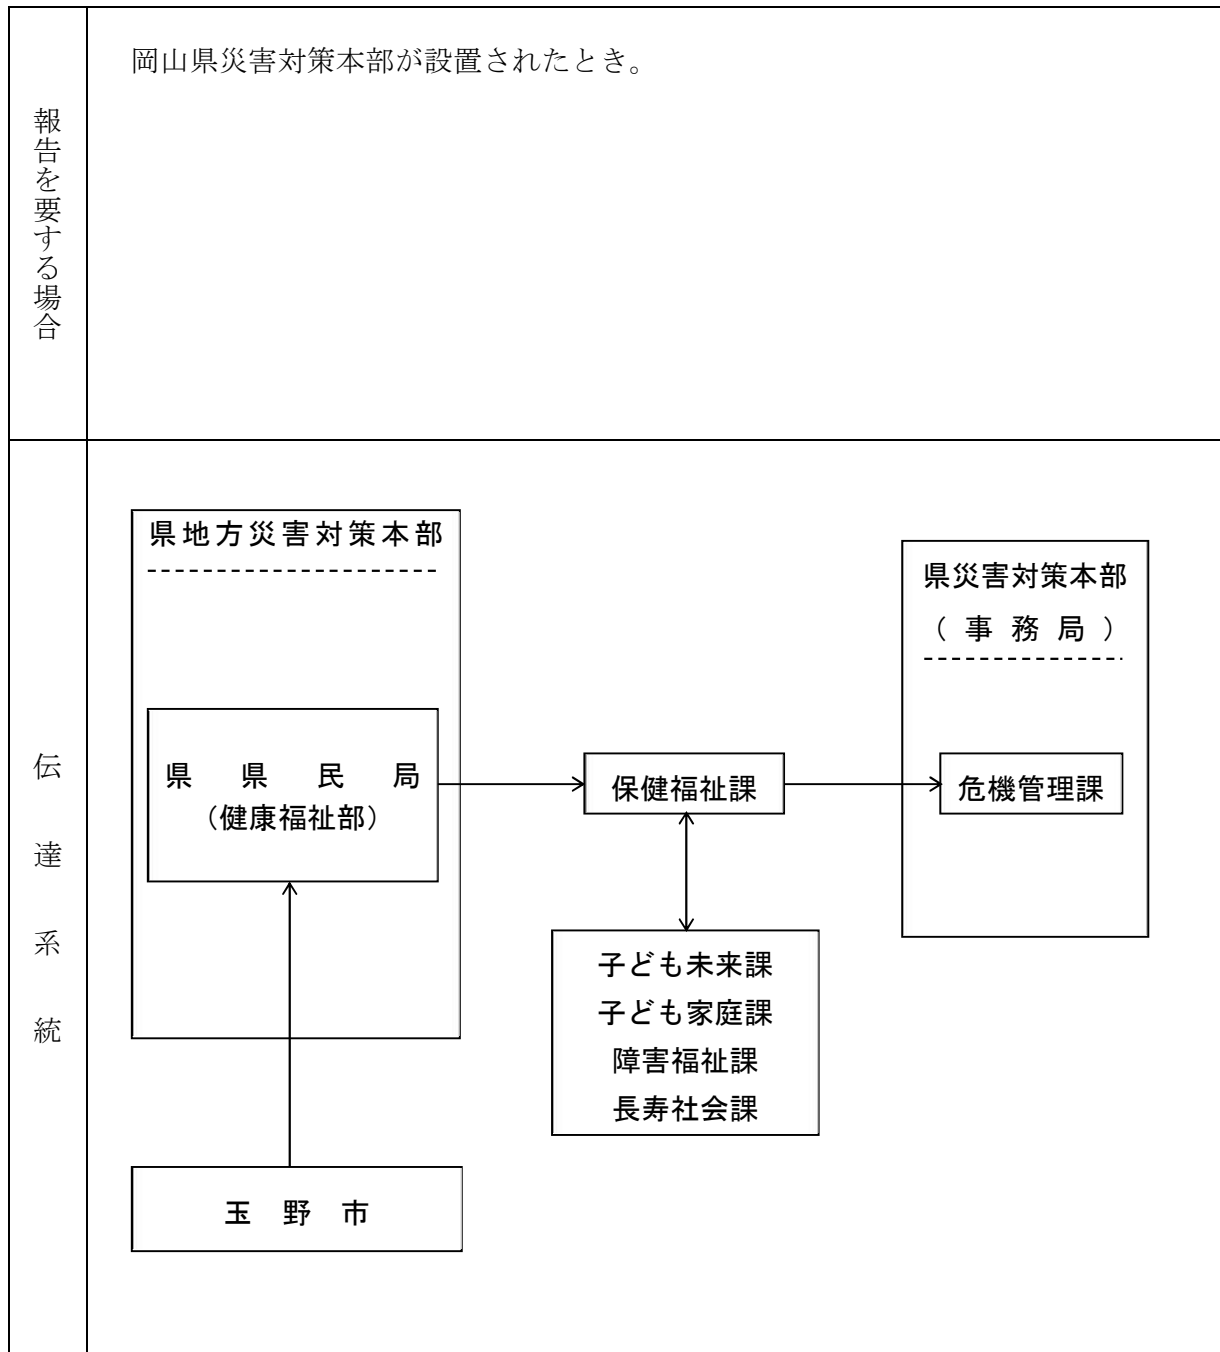 報告を要する場合
岡山県災害対策本部が設置されたとき。
伝達系統
県地方災害対策本部
県県民局
（健康福祉部）
玉野市
保健福祉課
子ども未来課
子ども家庭課
障害福祉課
長寿社会課
県災害対策本部
（事務局）
危機管理課